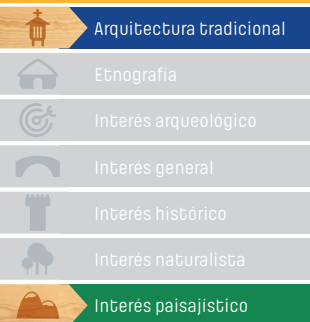 Arquitectura tradicional
Etnografía
Interés arqueológico
Interés general
Interés histórico
Interés naturalista
Interés paisajístico